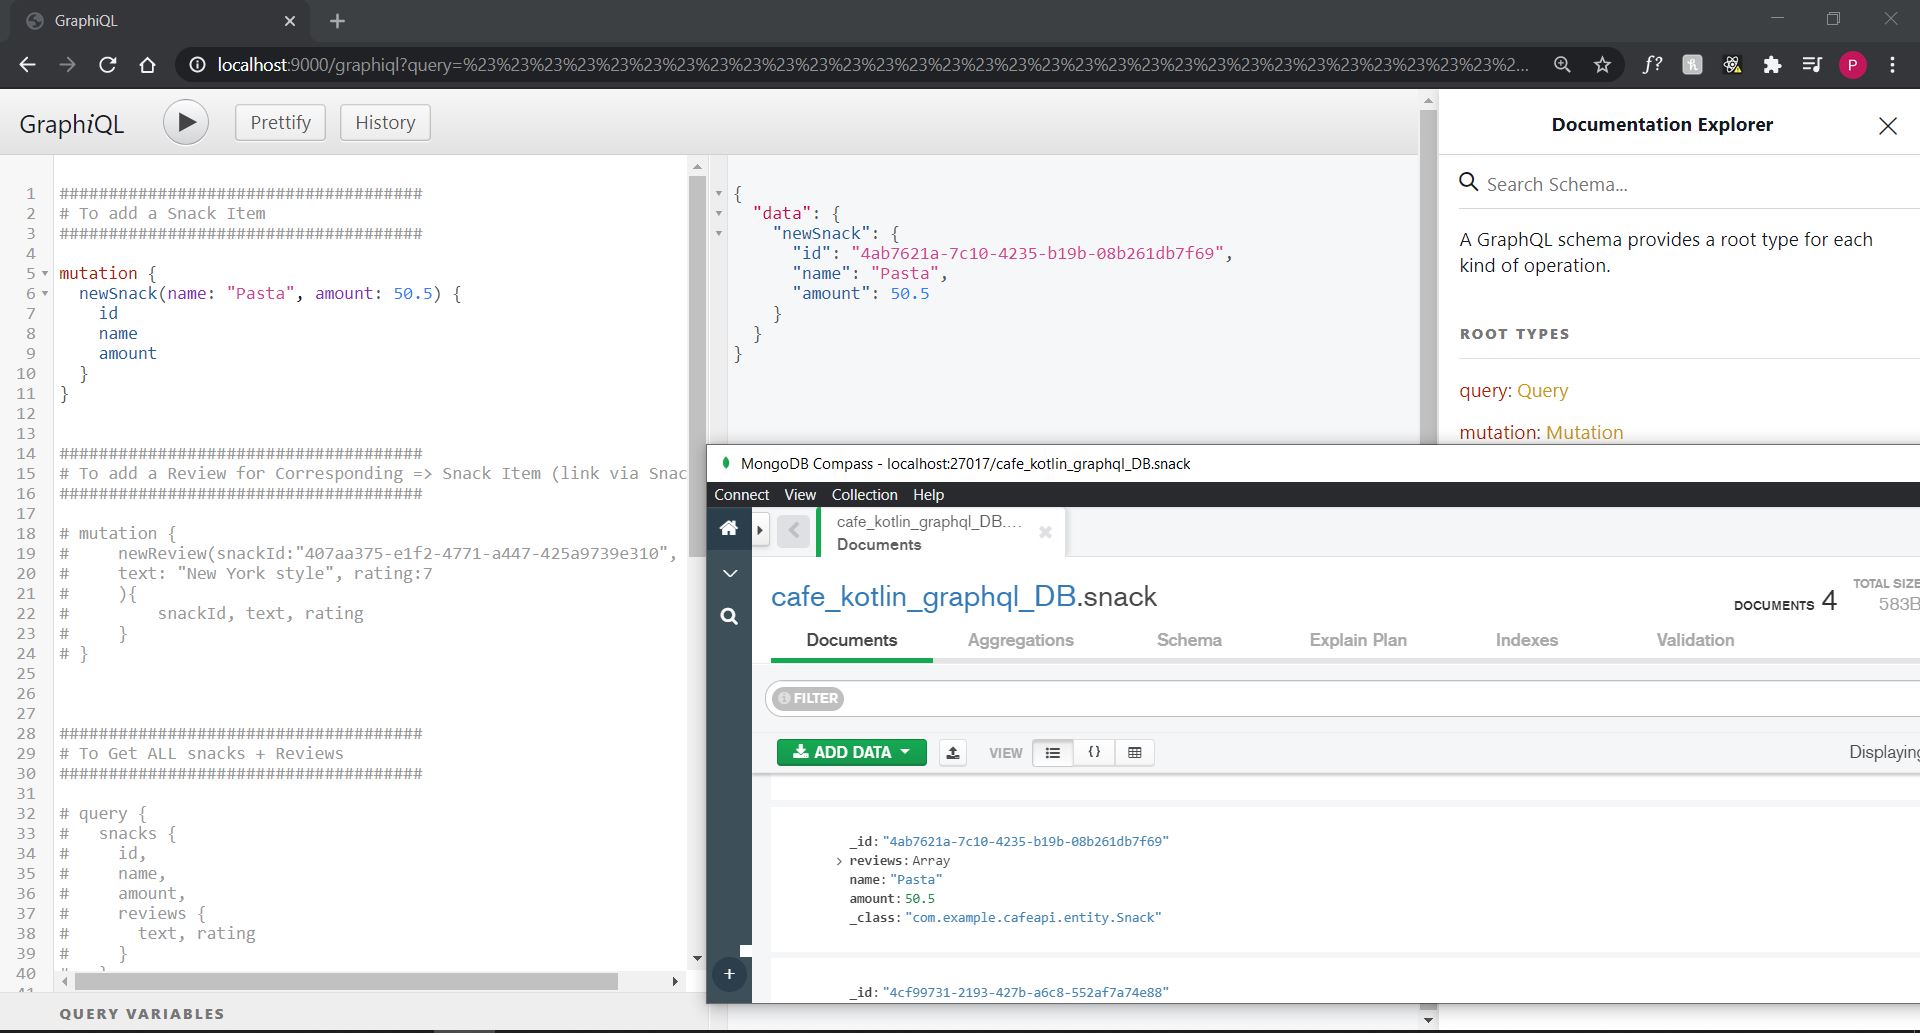 GraphiQL
localhost:9000/graphiql?query=%23%23%23%23%23%23%23%23%23%23%23%23%23%23%23%23%23%23%23%23%23%23%23%23%23%23%23%23%23%23%23%2...
f?
P
GraphiQL
Prettify
History
1 #####################################
2 # To add a Snack Item
3 #####################################
4
5 mutation {
6 newSnack(name: "Pasta", amount: 50.5) {
7 id
8 name
9 amount
10 }
11 }
12
13
14 #####################################
15 # To add a Review for Corresponding => Snack Item (link via Snac
16 #####################################
17
18 # mutation {
19 # newReview(snackId:"407aa375-e1f2-4771-a447-425a9739e310",
20 # text: "New York style", rating:7
21 # ){
22 # snackId, text, rating
23 # }
24 # }
25
26
27
28 #####################################
29 # To Get ALL snacks + Reviews
30 #####################################
31
32 # query {
33 # snacks {
34 # id,
35 # name,
36 # amount,
37 # reviews {
38 # text, rating
39 # }
40
QUERY VARIABLES
{
"data": {
"newSnack": {
"id": "4ab7621a-7c10-4235-b19b-08b261db7f69",
"name": "Pasta",
"amount": 50.5
}
}
}
Documentation Explorer
Search Schema...
A GraphQL schema provides a root type for each
kind of operation.
ROOT TYPES
query: Query
mutation: Mutation
MongoDB Compass - localhost:27017/cafe_kotlin_graphql_DB.snack
Connect View Collection Help
cafe_kotlin_graphql_DB....
Documents
cafe_kotlin_graphql_DB.snack
DOCUMENTS 4
TOTAL SIZE
583B
Documents Aggregations Schema Explain Plan Indexes Validation
FILTER
ADD DATA
VIEW
{}
Displaying
_id: "4ab7621a-7c10-4235-b19b-08b261db7f69"
> reviews: Array
name: "Pasta"
amount: 50.5
_class: "com.example.cafeapi.entity.Snack"
_id: "4cf99731-2193-427b-a6c8-552af7a74e88"